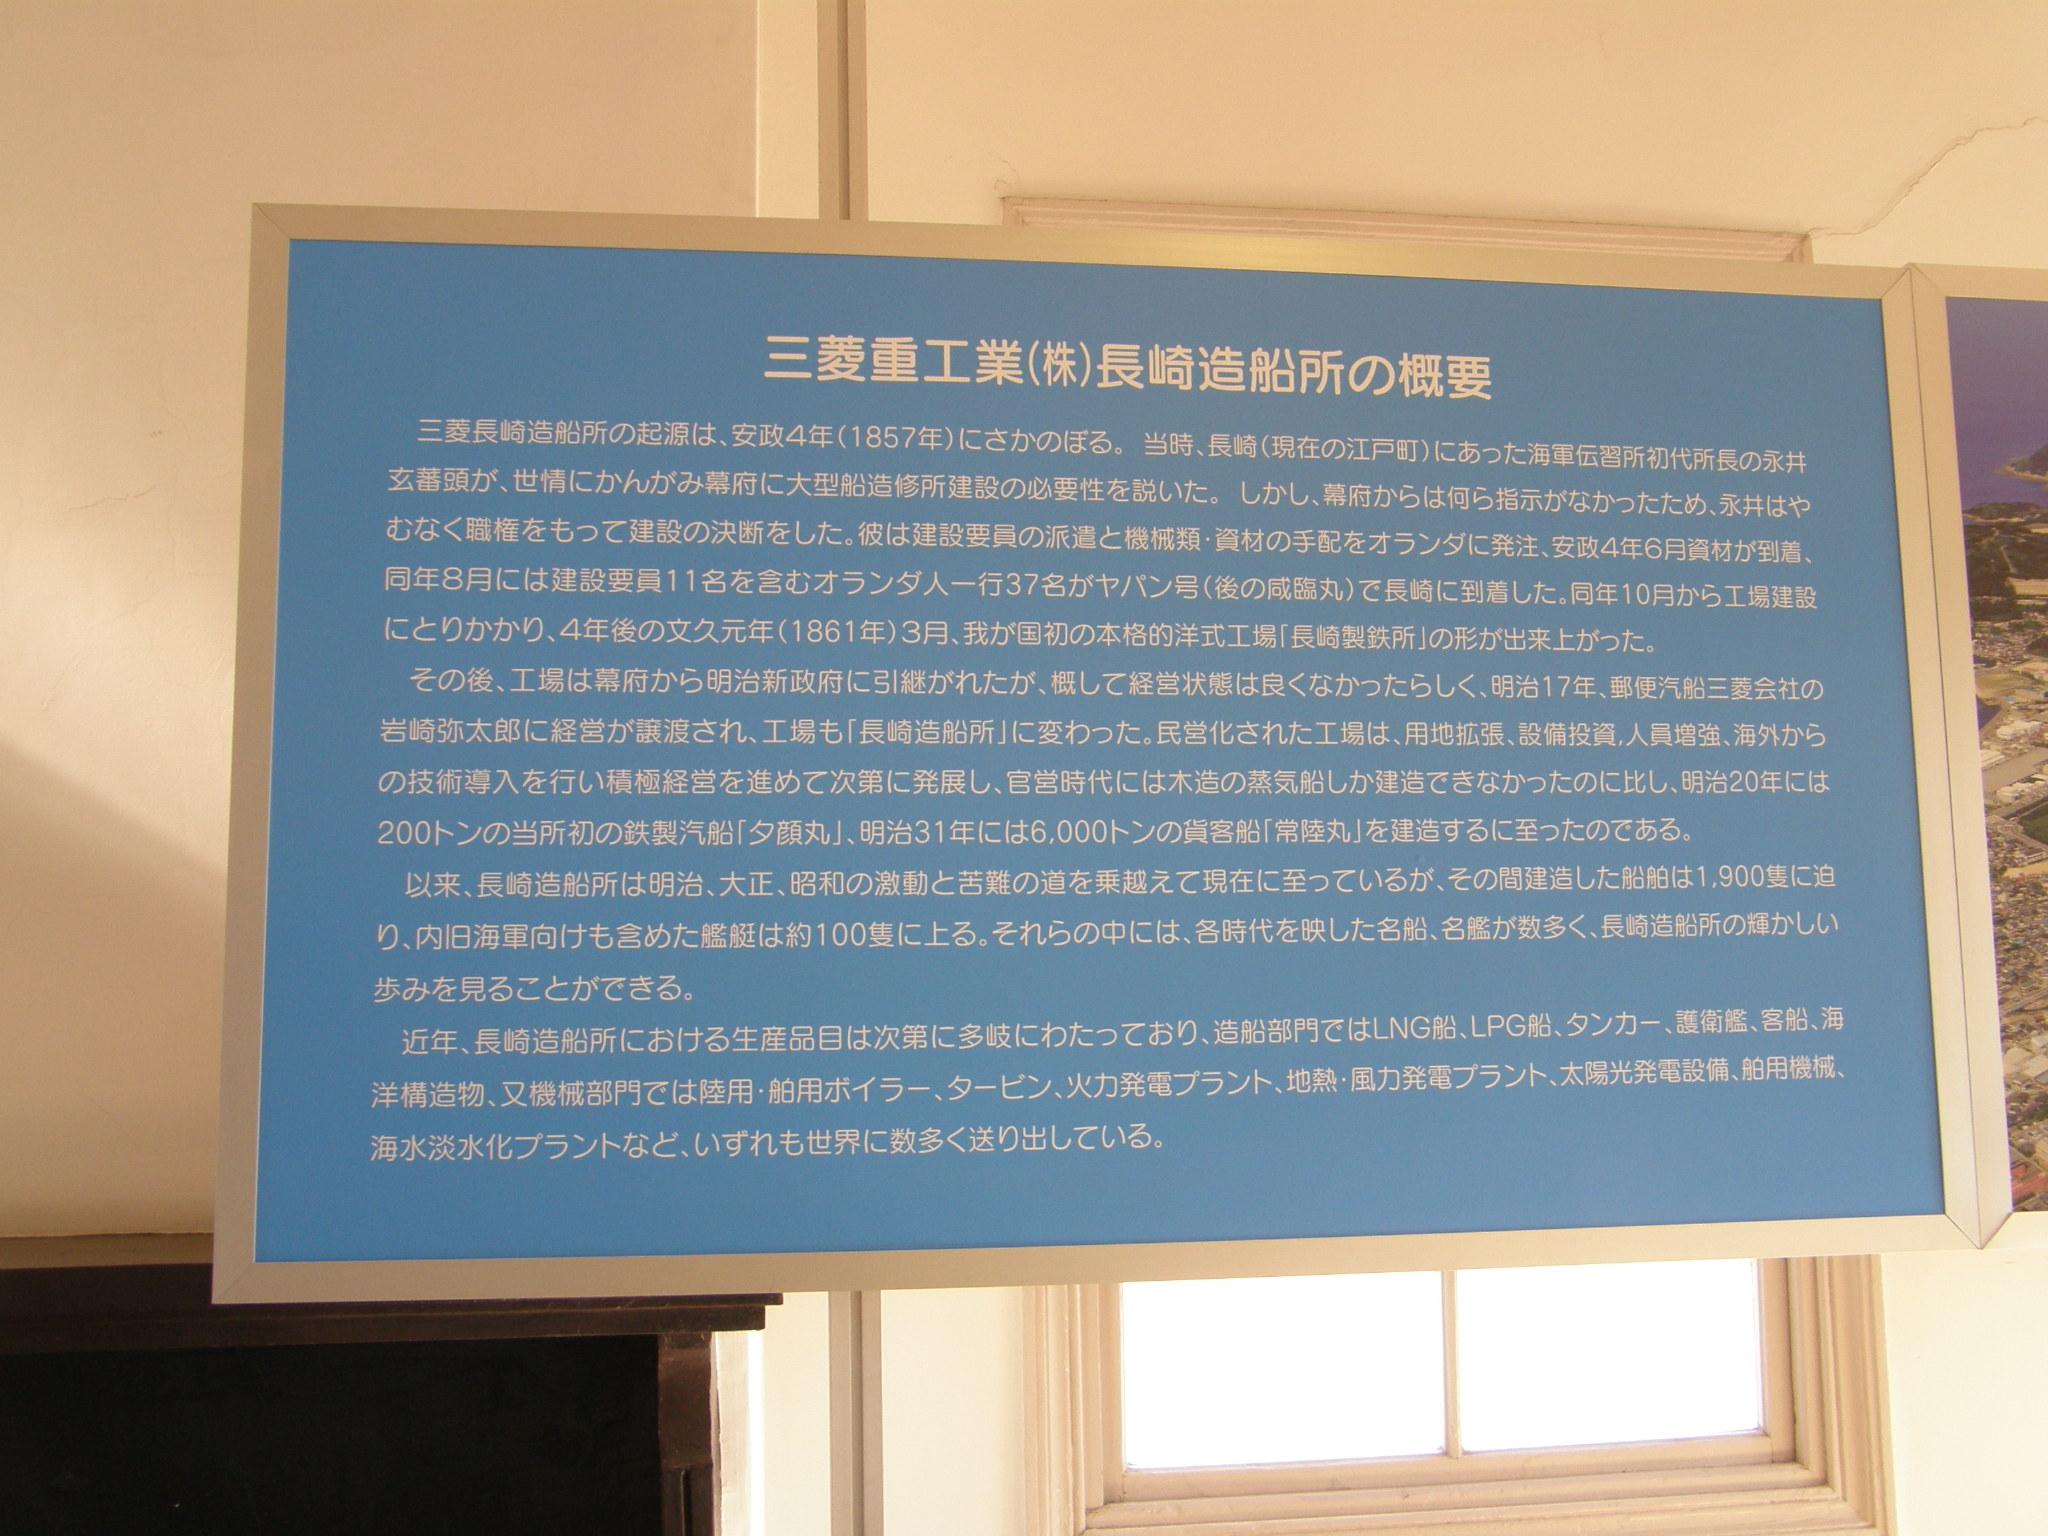 三菱重工業(株)長崎造船所の概要
三菱長崎造船所の起源は、安政4年(1857年)にさかのぼる。 当時、長崎(現在の江戸町)にあった海軍伝習所初代所長の永井
玄蕃頭が、世情にかんがみ幕府に大型船造修所建設の必要性を説いた。 しかし、幕府からは何ら指示がなかったため、永井はや
むなく職権をもって建設の決断をした。彼は建設要員の派遣と機械類・資材の手配をオランダに発注、安政4年6月資材が到着、
同年8月には建設要員11名を含むオランダ人一行37名がヤパン号(後の咸臨丸)で長崎に到着した。同年10月から工場建設
にとりかかり、4年後の文久元年(1861年)3月、我が国初の本格的洋式工場「長崎製鉄所」の形が出来上がった。
その後、工場は幕府から明治新政府に引継がれたが、概して経営状態は良くなかったらしく、明治17年、郵便汽船三菱会社の
岩崎弥太郎に経営が譲渡され、工場も「長崎造船所」に変わった。民営化された工場は、用地拡張、設備投資,人員増強、海外から
の技術導入を行い積極経営を進めて次第に発展し、官営時代には木造の蒸気船しか建造できなかったのに比し、明治20年には
200トンの当所初の鉄製汽船「夕顔丸」、明治31年には6,000トンの貨客船「常陸丸」を建造するに至ったのである。
以来、長崎造船所は明治、大正、昭和の激動と苦難の道を乗越えて現在に至っているが、その間建造した船舶は1,900隻に迫
り、内旧海軍向けも含めた艦艇は約100隻に上る。それらの中には、各時代を映した名船、名艦が数多く、長崎造船所の輝かしい
歩みを見ることができる。
近年、長崎造船所における生産品目は次第に多岐にわたっており、造船部門ではLNG船、LPG船、タンカー、護衛艦、客船、海
洋構造物、又機械部門では陸用・舶用ボイラー、タービン、火力発電プラント、地熱・風力発電プラント、太陽光発電設備、舶用機械、
海水淡水化プラントなど、いずれも世界に数多く送り出している。